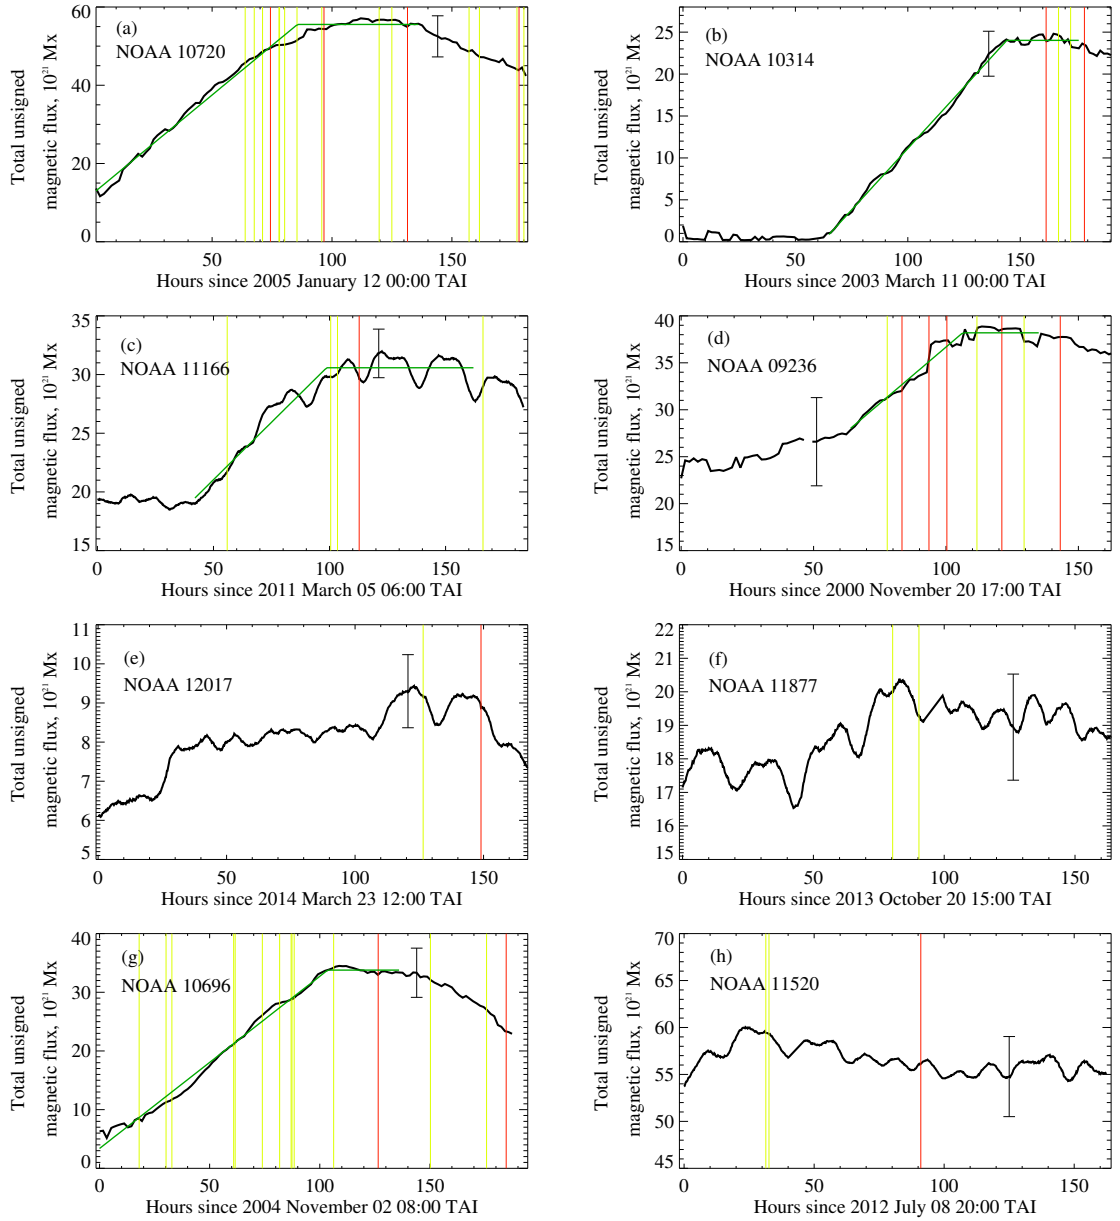 (a)
NOAA 10720
Total unsigned
magnetic flux, 10²¹ Mx
60
40
20
0
50
100
150
Hours since 2005 January 12 00:00 TAI
(b)
NOAA 10314
Total unsigned
magnetic flux, 10²¹ Mx
25
20
15
10
5
0
0
50
100
150
Hours since 2003 March 11 00:00 TAI
(c)
NOAA 11166
Total unsigned
magnetic flux, 10²¹ Mx
35
30
25
20
15
0
50
100
150
Hours since 2011 March 05 06:00 TAI
(d)
NOAA 09236
Total unsigned
magnetic flux, 10²¹ Mx
40
35
30
25
20
15
0
50
100
150
Hours since 2000 November 20 17:00 TAI
(e)
NOAA 12017
Total unsigned
magnetic flux, 10²¹ Mx
11
10
9
8
7
6
5
0
50
100
150
Hours since 2014 March 23 12:00 TAI
(f)
NOAA 11877
Total unsigned
magnetic flux, 10²¹ Mx
22
21
20
19
18
17
16
15
0
50
100
150
Hours since 2013 October 20 15:00 TAI
(g)
NOAA 10696
Total unsigned
magnetic flux, 10²¹ Mx
40
30
20
10
0
0
50
100
150
Hours since 2004 November 02 08:00 TAI
(h)
NOAA 11520
Total unsigned
magnetic flux, 10²¹ Mx
70
65
60
55
50
45
0
50
100
150
Hours since 2012 July 08 20:00 TAI